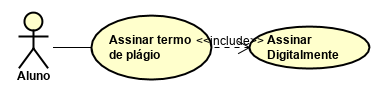 Aluno
Assinar termo
de plágio
<<include>>
Assinar
Digitalmente